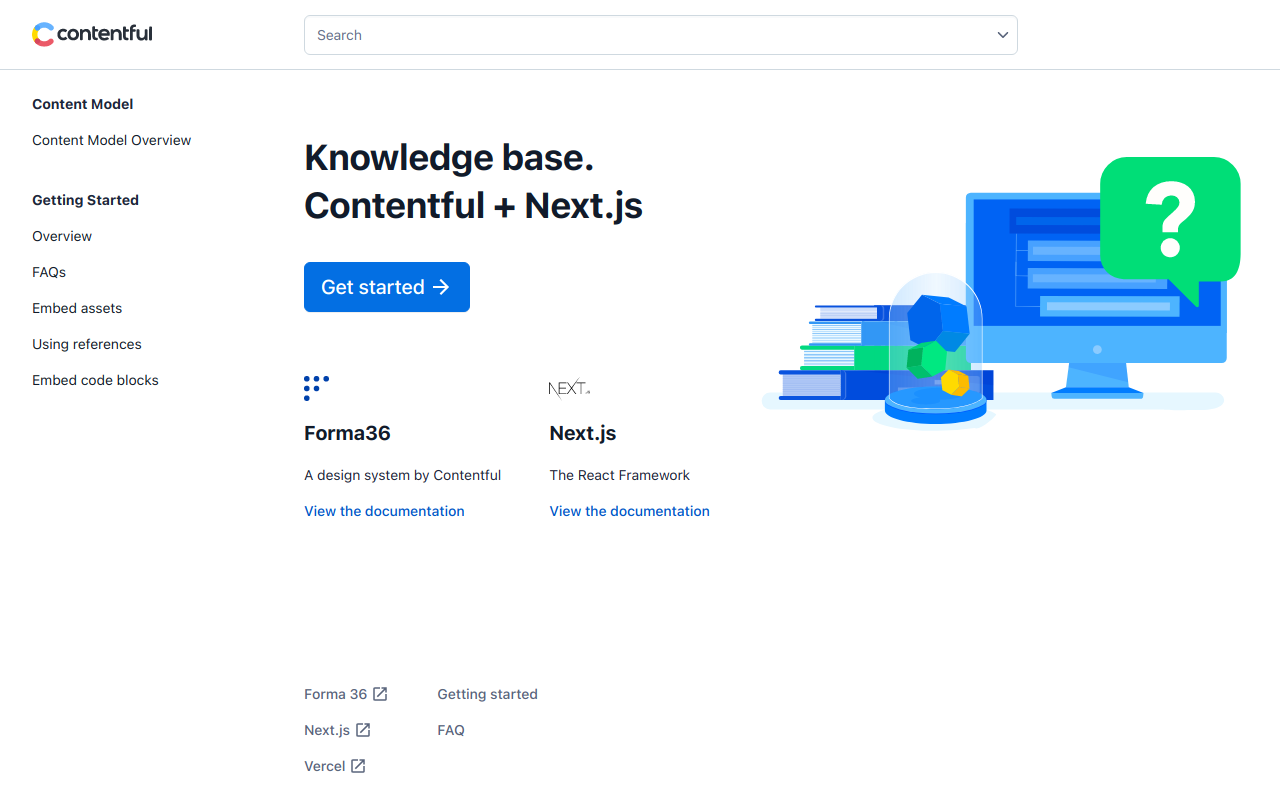 contentful
Search
Content Model
Content Model Overview
Getting Started
Overview
FAQs
Embed assets
Using references
Embed code blocks
Knowledge base.
Contentful + Next.js
Get started
?
NEXT
Forma36
A design system by Contentful
View the documentation
Next.js
The React Framework
View the documentation
Forma 36
Next.js
Vercel
Getting started
FAQ